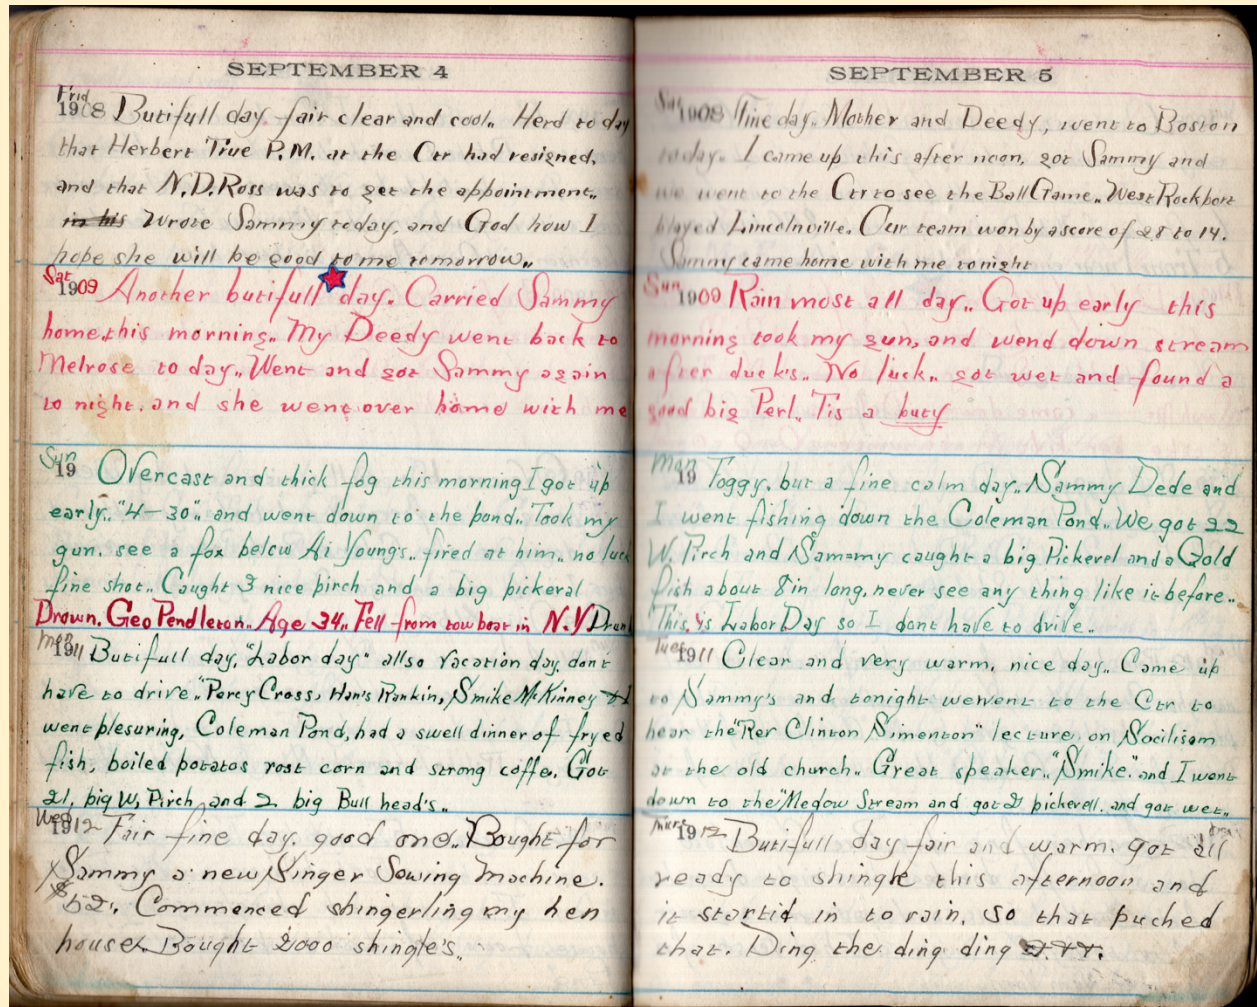 SEPTEMBER 4
Frid
1908 Butifull day fair clear and cool.. Herd to day
that Herbert True P.M. at the Ctr had resigned,
and that N.D. Ross was to get the appointment..
in his Wrote Sammy today, and God how I
hope she will be good to me tomorrow..
Sat
1909 Another butifull day. Carried Sammy
home, this morning.. My Deedy went back to
Melrose to day.. Went and got Sammy again
to night, and she went over home with me
Sun
19 Overcast and thick fog this morning I got up
early.. "4-30".. and went down to the pond.. Took my
gun, see a fox below Ai Young's.. fired at him, no luck
fine shot.. Caught 3 nice pirch and a big pickeral
Drown. Geo Pendleton.. Age 34.. Fell from tow boat in N.Y Drun
Mon
1911 Butifull day, "Labor day" allso vacation day, dont
have to drive "Percy Cross, Han's Rankin, Smike McKinney & I
went plesuring, Coleman Pond, had a swell dinner of fryed
fish, boiled potatos rost corn and strong coffe. Got
21, big W, Pirch and 2 big Bull head's..
Wed
1912 Fair fine day. good one.. Bought for
Sammy a new Singer Sowing Machine.
$52. Commenced shingerling my hen
house. Bought 2000 shingle's..
SEPTEMBER 5
Sat
1908 Fine day.. Mother and Deedy, went to Boston
today. I came up this after noon, got Sammy and
we went to the Ctr to see the Ball Game.. West Rockport
played Lincolnville. Our team won by a score of 28 to 14.
Sammy came home with me tonight
Sun
1909 Rain most all day.. Got up early this
morning took my gun, and wend down stream
after duck's.. No luck.. got wet and found a
good big Perl.. Tis a buty
Mon
19 Foggy, but a fine calm day.. Sammy Dede and
I went fishing down the Coleman Pond.. We got 22
W. Pirch and Sammy caught a big Pickerel and a Gold
fish about 8 in long, never see any thing like it before..
This is Labor Day so I dont have to drive.
Tues
1911 Clear and very warm, nice day.. Came up
to Sammy's and tonight we went to the Ctr to
hear the "Rer Clinton Simenton" lecture on Socilism
at the old church.. Great speaker.. "Smike" and I went
down to the "Medow Stream and got 2 pickerell, and got wet..
1912 Butifull day fair and warm. got all
ready to shingle this afternoon and
it startid in to rain, so that puched
that. Ding the ding ding